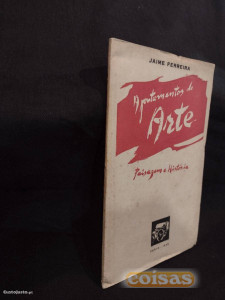 JAIME FERREIRA
Apontamentos de
Arte
Paisagem e História
coisas